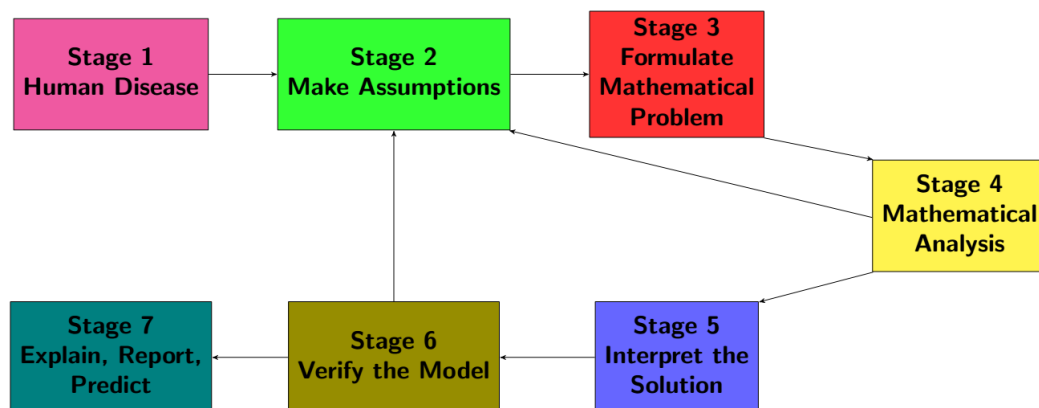 Stage 1
Human Disease
Stage 2
Make Assumptions
Stage 3
Formulate
Mathematical
Problem
Stage 4
Mathematical
Analysis
Stage 5
Interpret the
Solution
Stage 6
Verify the Model
Stage 7
Explain, Report,
Predict